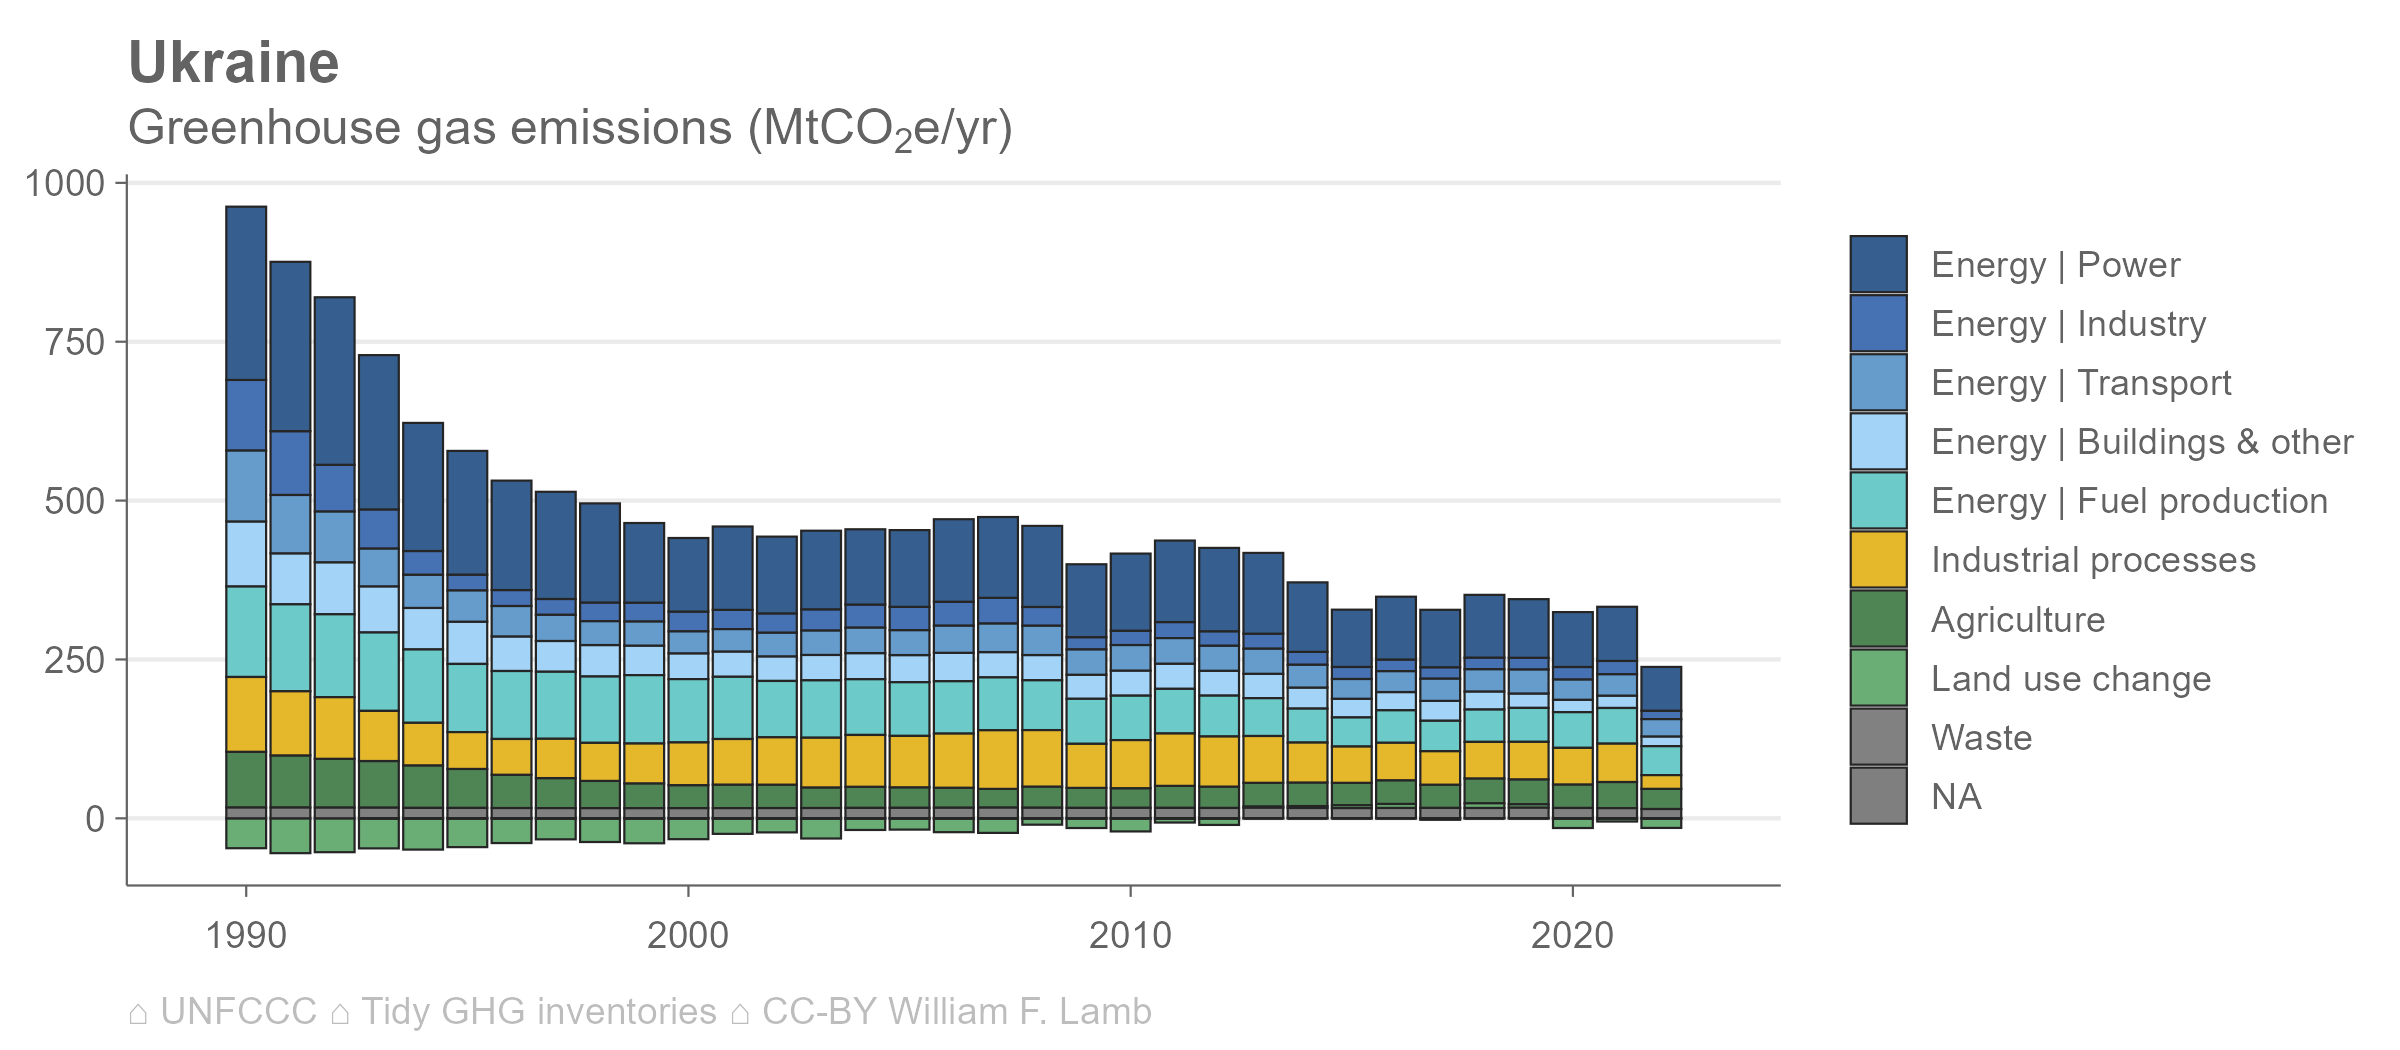 Ukraine
Greenhouse gas emissions (MtCO₂e/yr)
1000
750
500
250
0
1990
2000
2010
2020
Energy | Power
Energy | Industry
Energy | Transport
Energy | Buildings & other
Energy | Fuel production
Industrial processes
Agriculture
Land use change
Waste
NA
⌂ UNFCCC ⌂ Tidy GHG inventories ⌂ CC-BY William F. Lamb